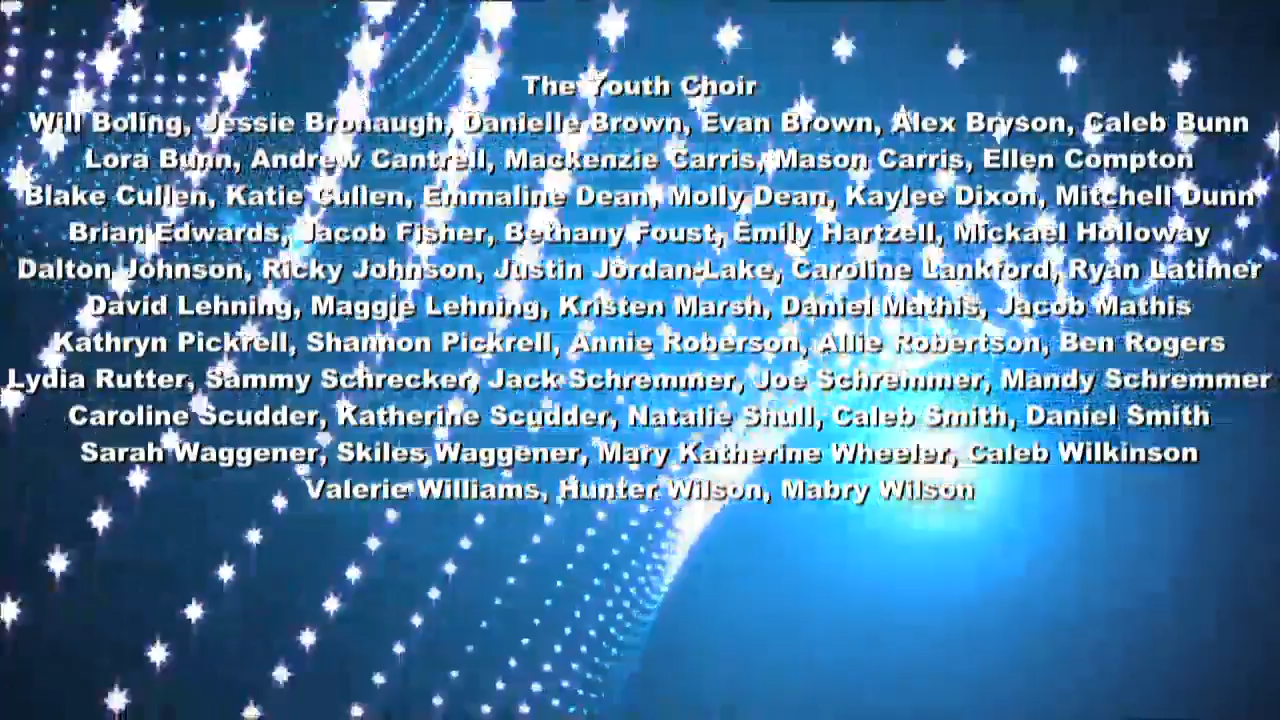 The Youth Choir
Will Boling, Jessie Bronaugh, Danielle Brown, Evan Brown, Alex Bryson, Caleb Bunn
Lora Bunn, Andrew Cantrell, Mackenzie Carris, Mason Carris, Ellen Compton
Blake Cullen, Katie Cullen, Emmaline Dean, Molly Dean, Kaylee Dixon, Mitchell Dunn
Brian Edwards, Jacob Fisher, Bethany Foust, Emily Hartzell, Mickael Holloway
Dalton Johnson, Ricky Johnson, Justin Jordan-Lake, Caroline Lankford, Ryan Latimer
David Lehning, Maggie Lehning, Kristen Marsh, Daniel Mathis, Jacob Mathis
Kathryn Pickrell, Shannon Pickrell, Annie Roberson, Allie Robertson, Ben Rogers
Lydia Rutter, Sammy Schrecker, Jack Schremmer, Joe Schremmer, Mandy Schremmer
Caroline Scudder, Katherine Scudder, Natalie Shull, Caleb Smith, Daniel Smith
Sarah Waggener, Skiles Waggener, Mary Katherine Wheeler, Caleb Wilkinson
Valerie Williams, Hunter Wilson, Mabry Wilson